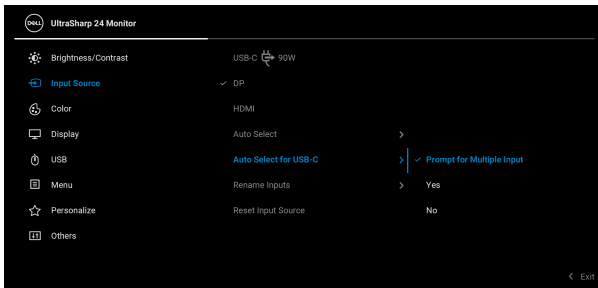 DELL UltraSharp 24 Monitor
Brightness/Contrast USB-C 90W
Input Source DP
Color HDMI
Display Auto Select
USB Auto Select for USB-C Prompt for Multiple Input
Menu Rename Inputs Yes
Personalize Reset Input Source No
Others
Exit